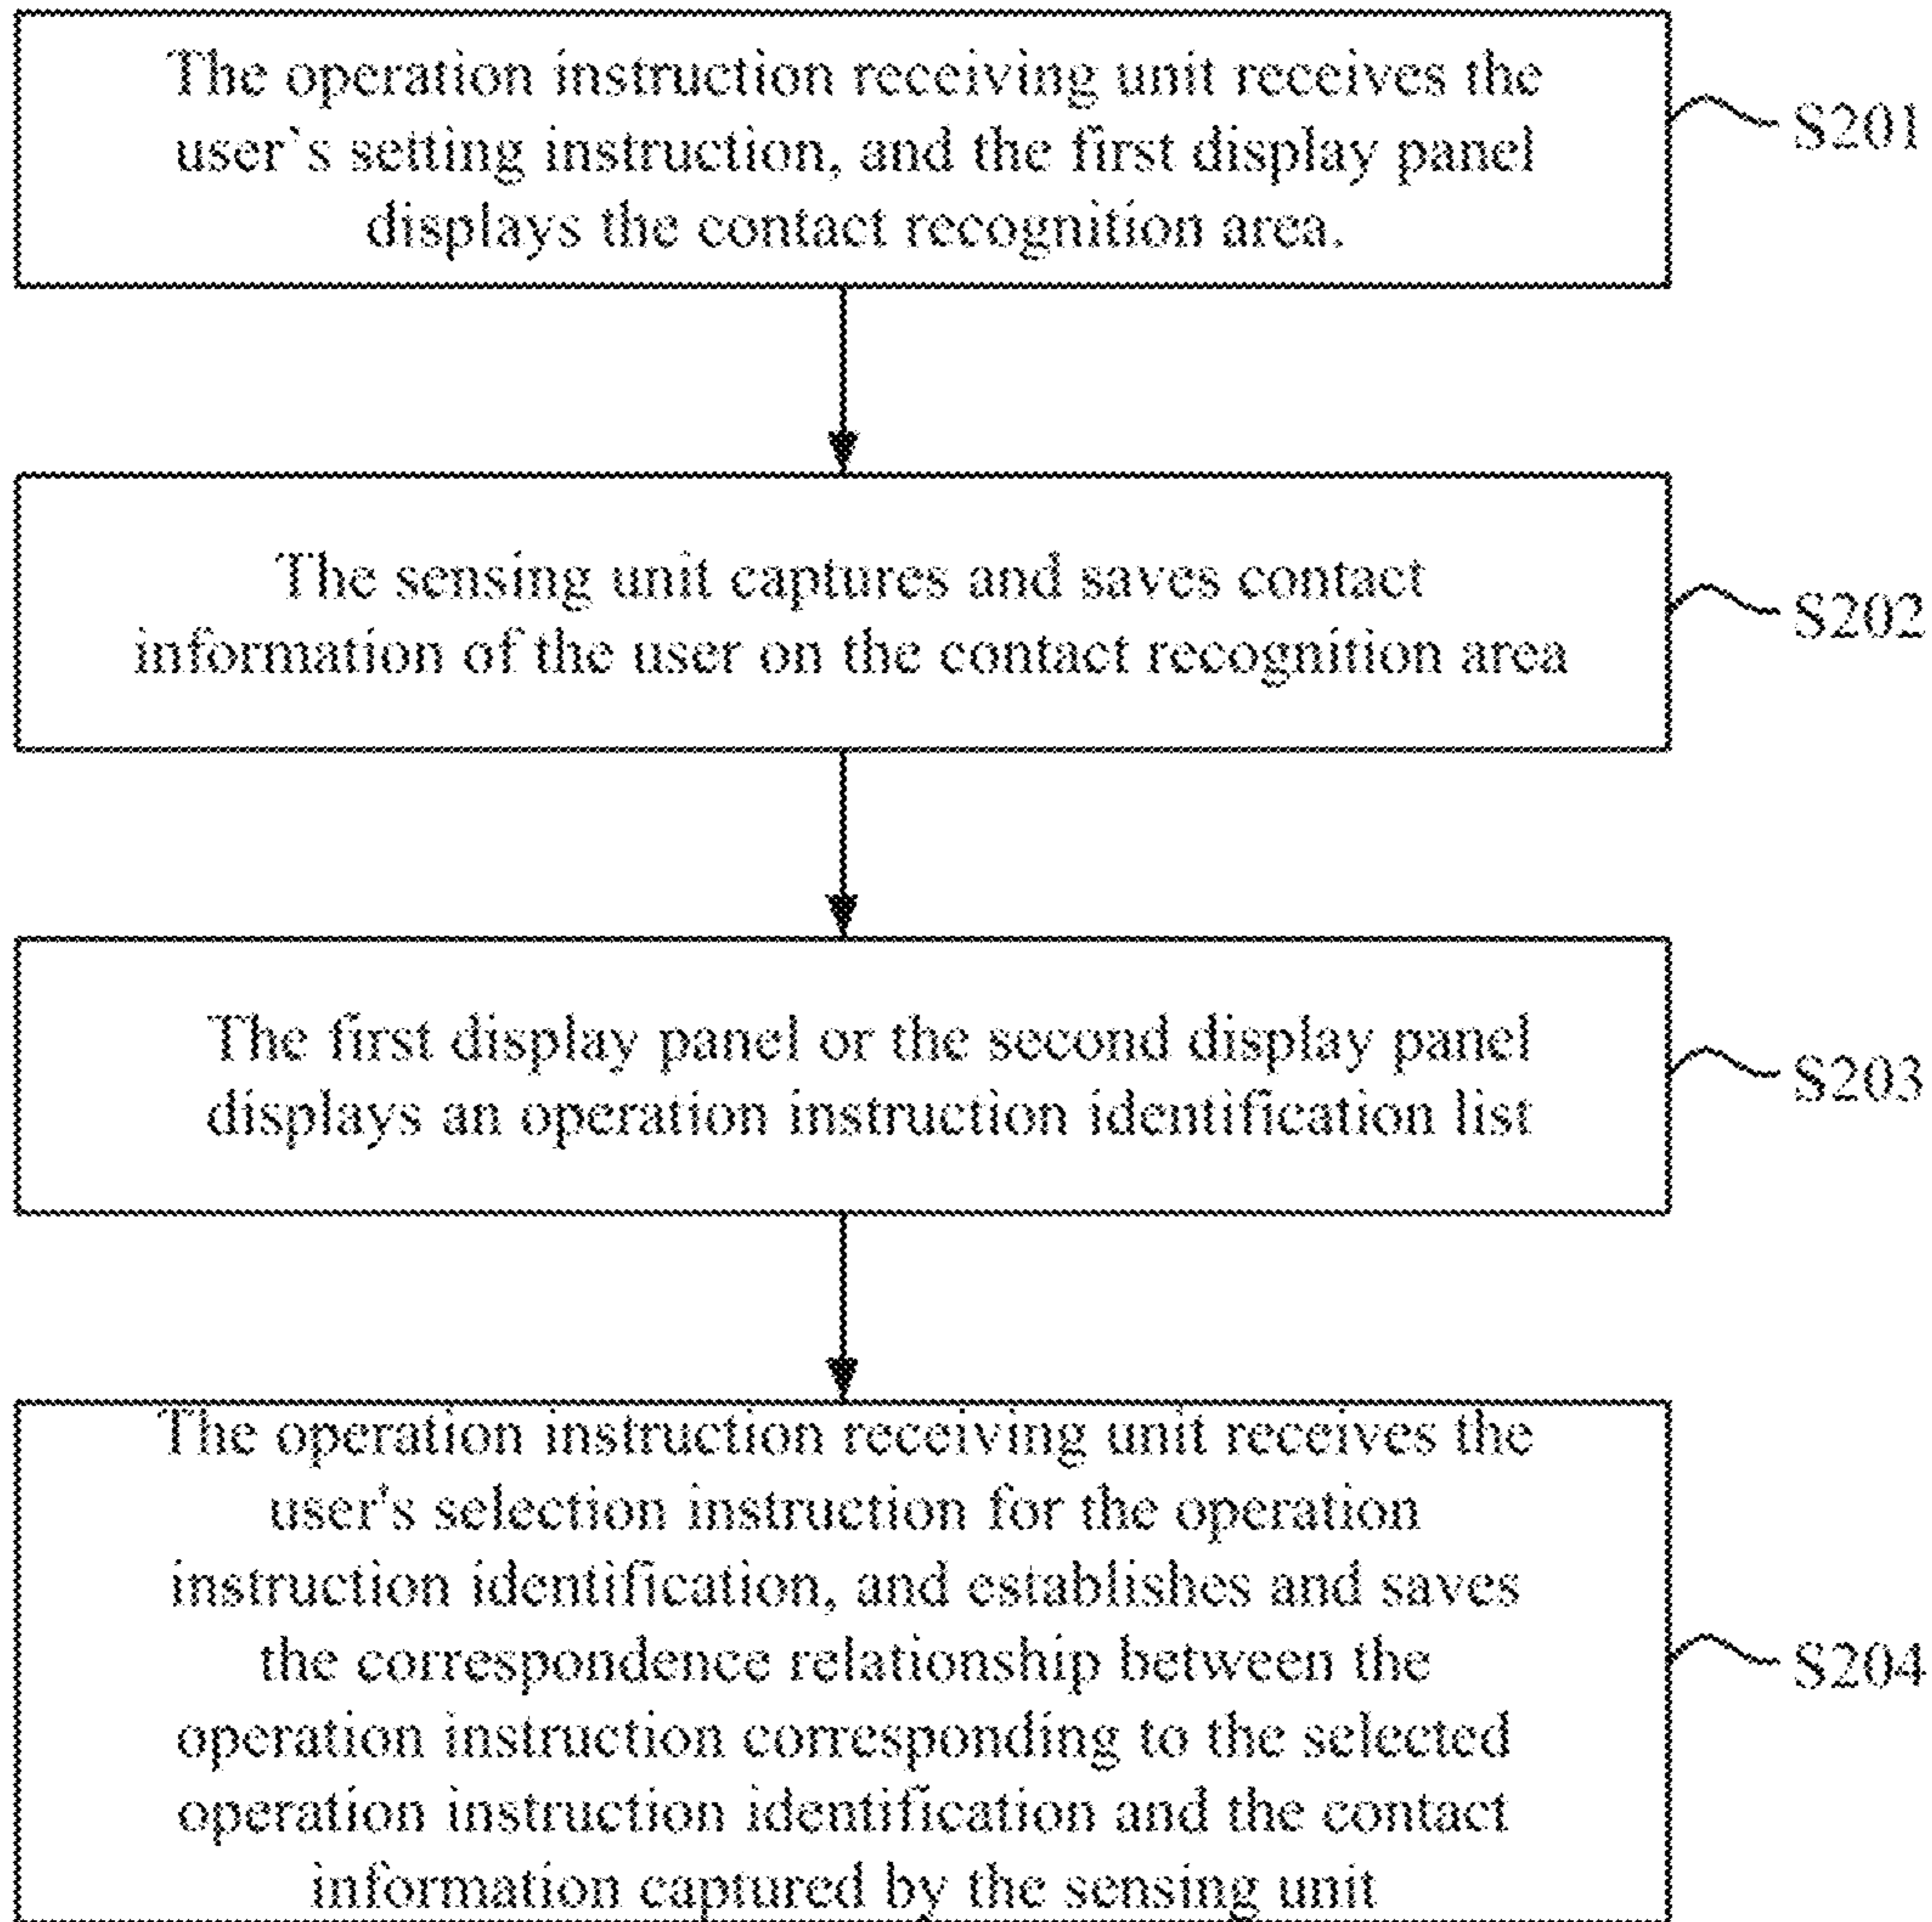 The operation instruction receiving unit receives the
user`s setting instruction, and the first display panel
displays the contact recognition area.
S201
The sensing unit captures and saves contact
information of the user on the contact recognition area
S202
The first display panel or the second display panel
displays an operation instruction identification list
S203
The operation instruction receiving unit receives the
user's selection instruction for the operation
instruction identification, and establishes and saves
the correspondence relationship between the
operation instruction corresponding to the selected
operation instruction identification and the contact
information captured by the sensing unit
S204